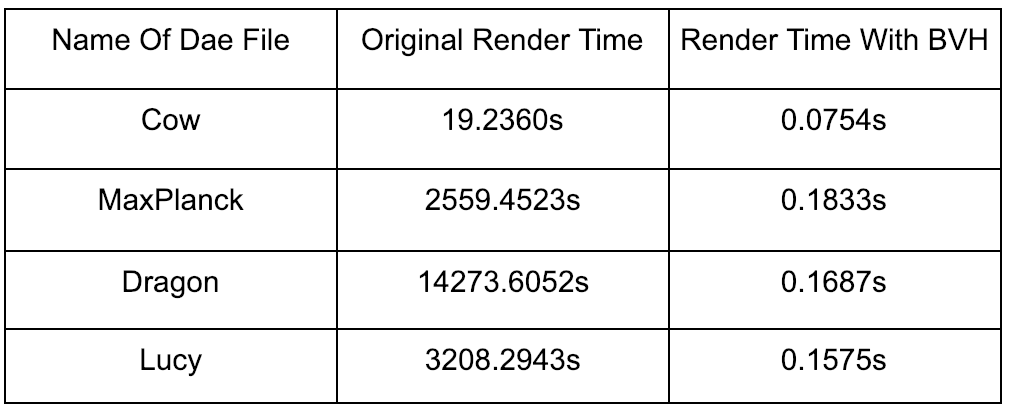 Name Of Dae File Original Render Time Render Time With BVH
Cow 19.2360s 0.0754s
MaxPlanck 2559.4523s 0.1833s
Dragon 14273.6052s 0.1687s
Lucy 3208.2943s 0.1575s